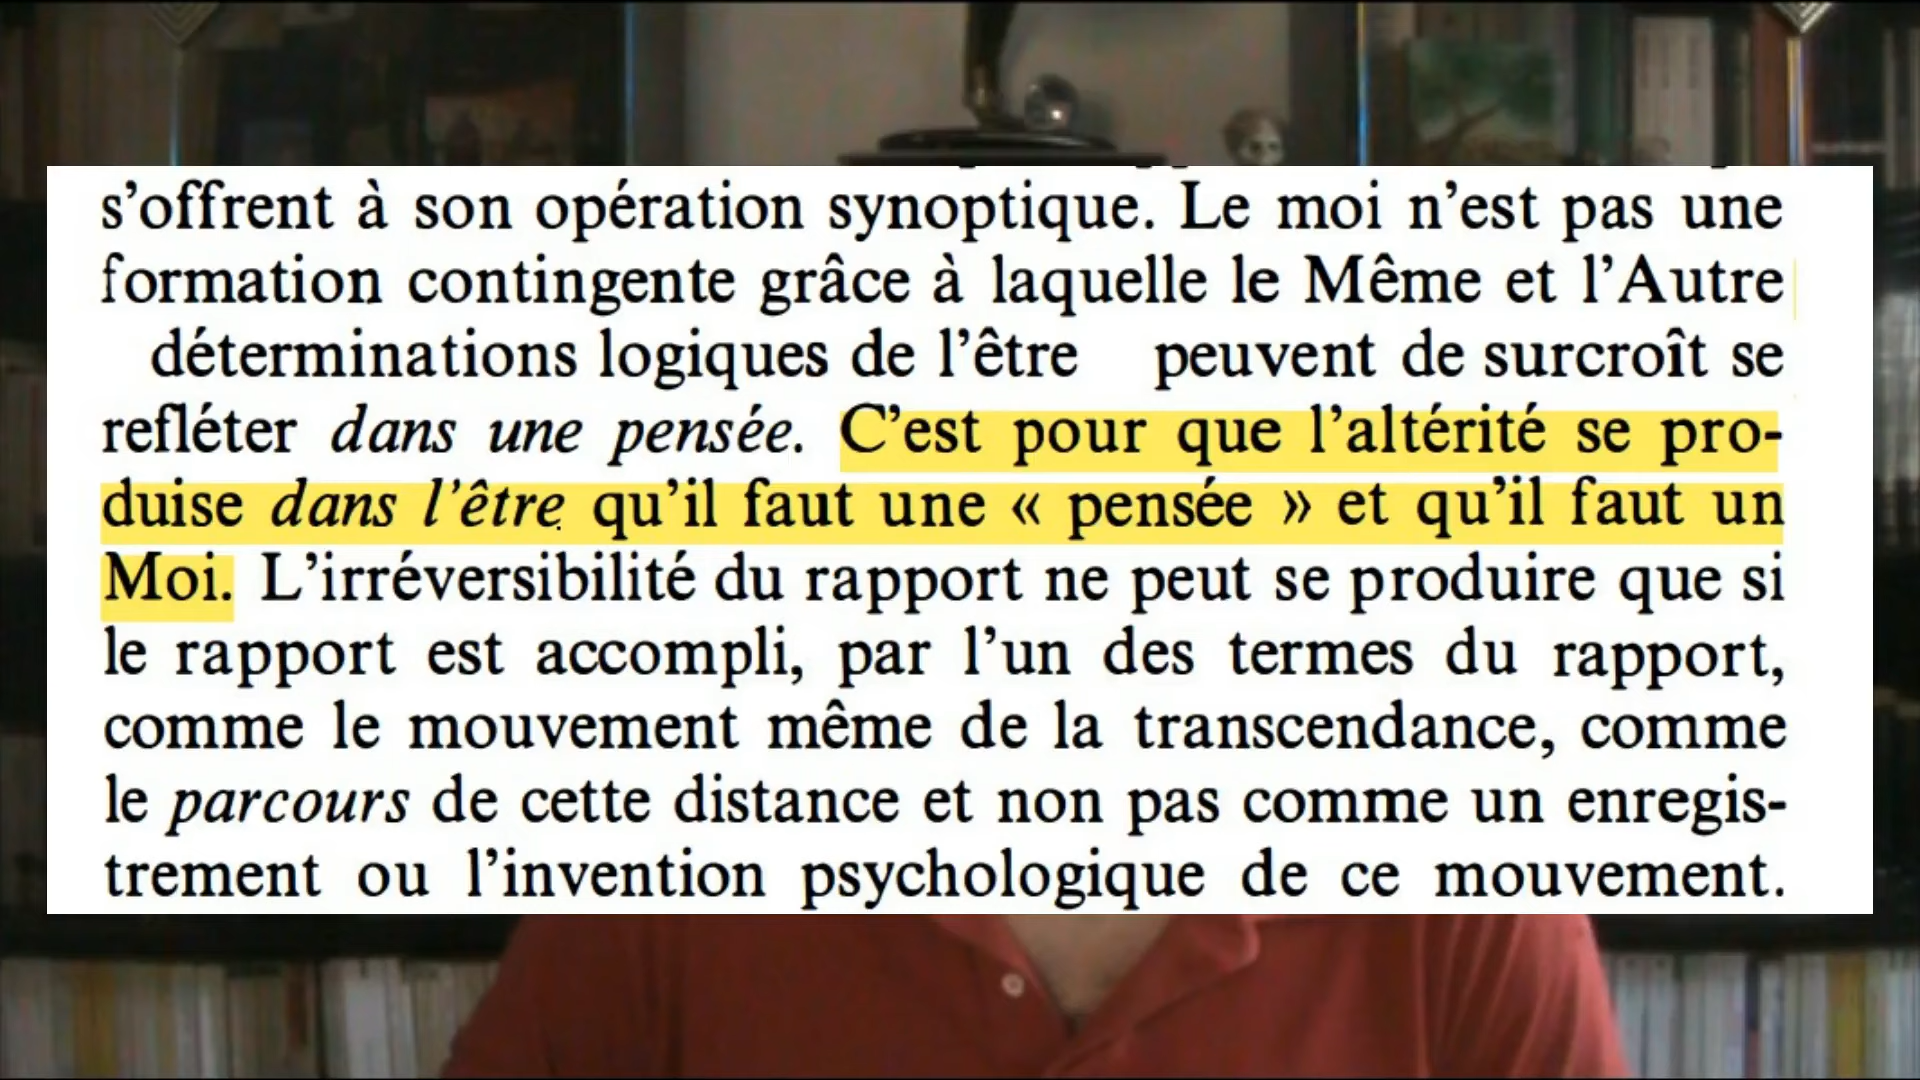 s’offrent à son opération synoptique. Le moi n’est pas une
formation contingente grâce à laquelle le Même et l’Autre
déterminations logiques de l’être peuvent de surcroît se
refléter dans une pensée. C’est pour que l’altérité se pro-
duise dans l’être qu’il faut une « pensée » et qu’il faut un
Moi. L’irréversibilité du rapport ne peut se produire que si
le rapport est accompli, par l’un des termes du rapport,
comme le mouvement même de la transcendance, comme
le parcours de cette distance et non pas comme un enregis-
trement ou l’invention psychologique de ce mouvement.